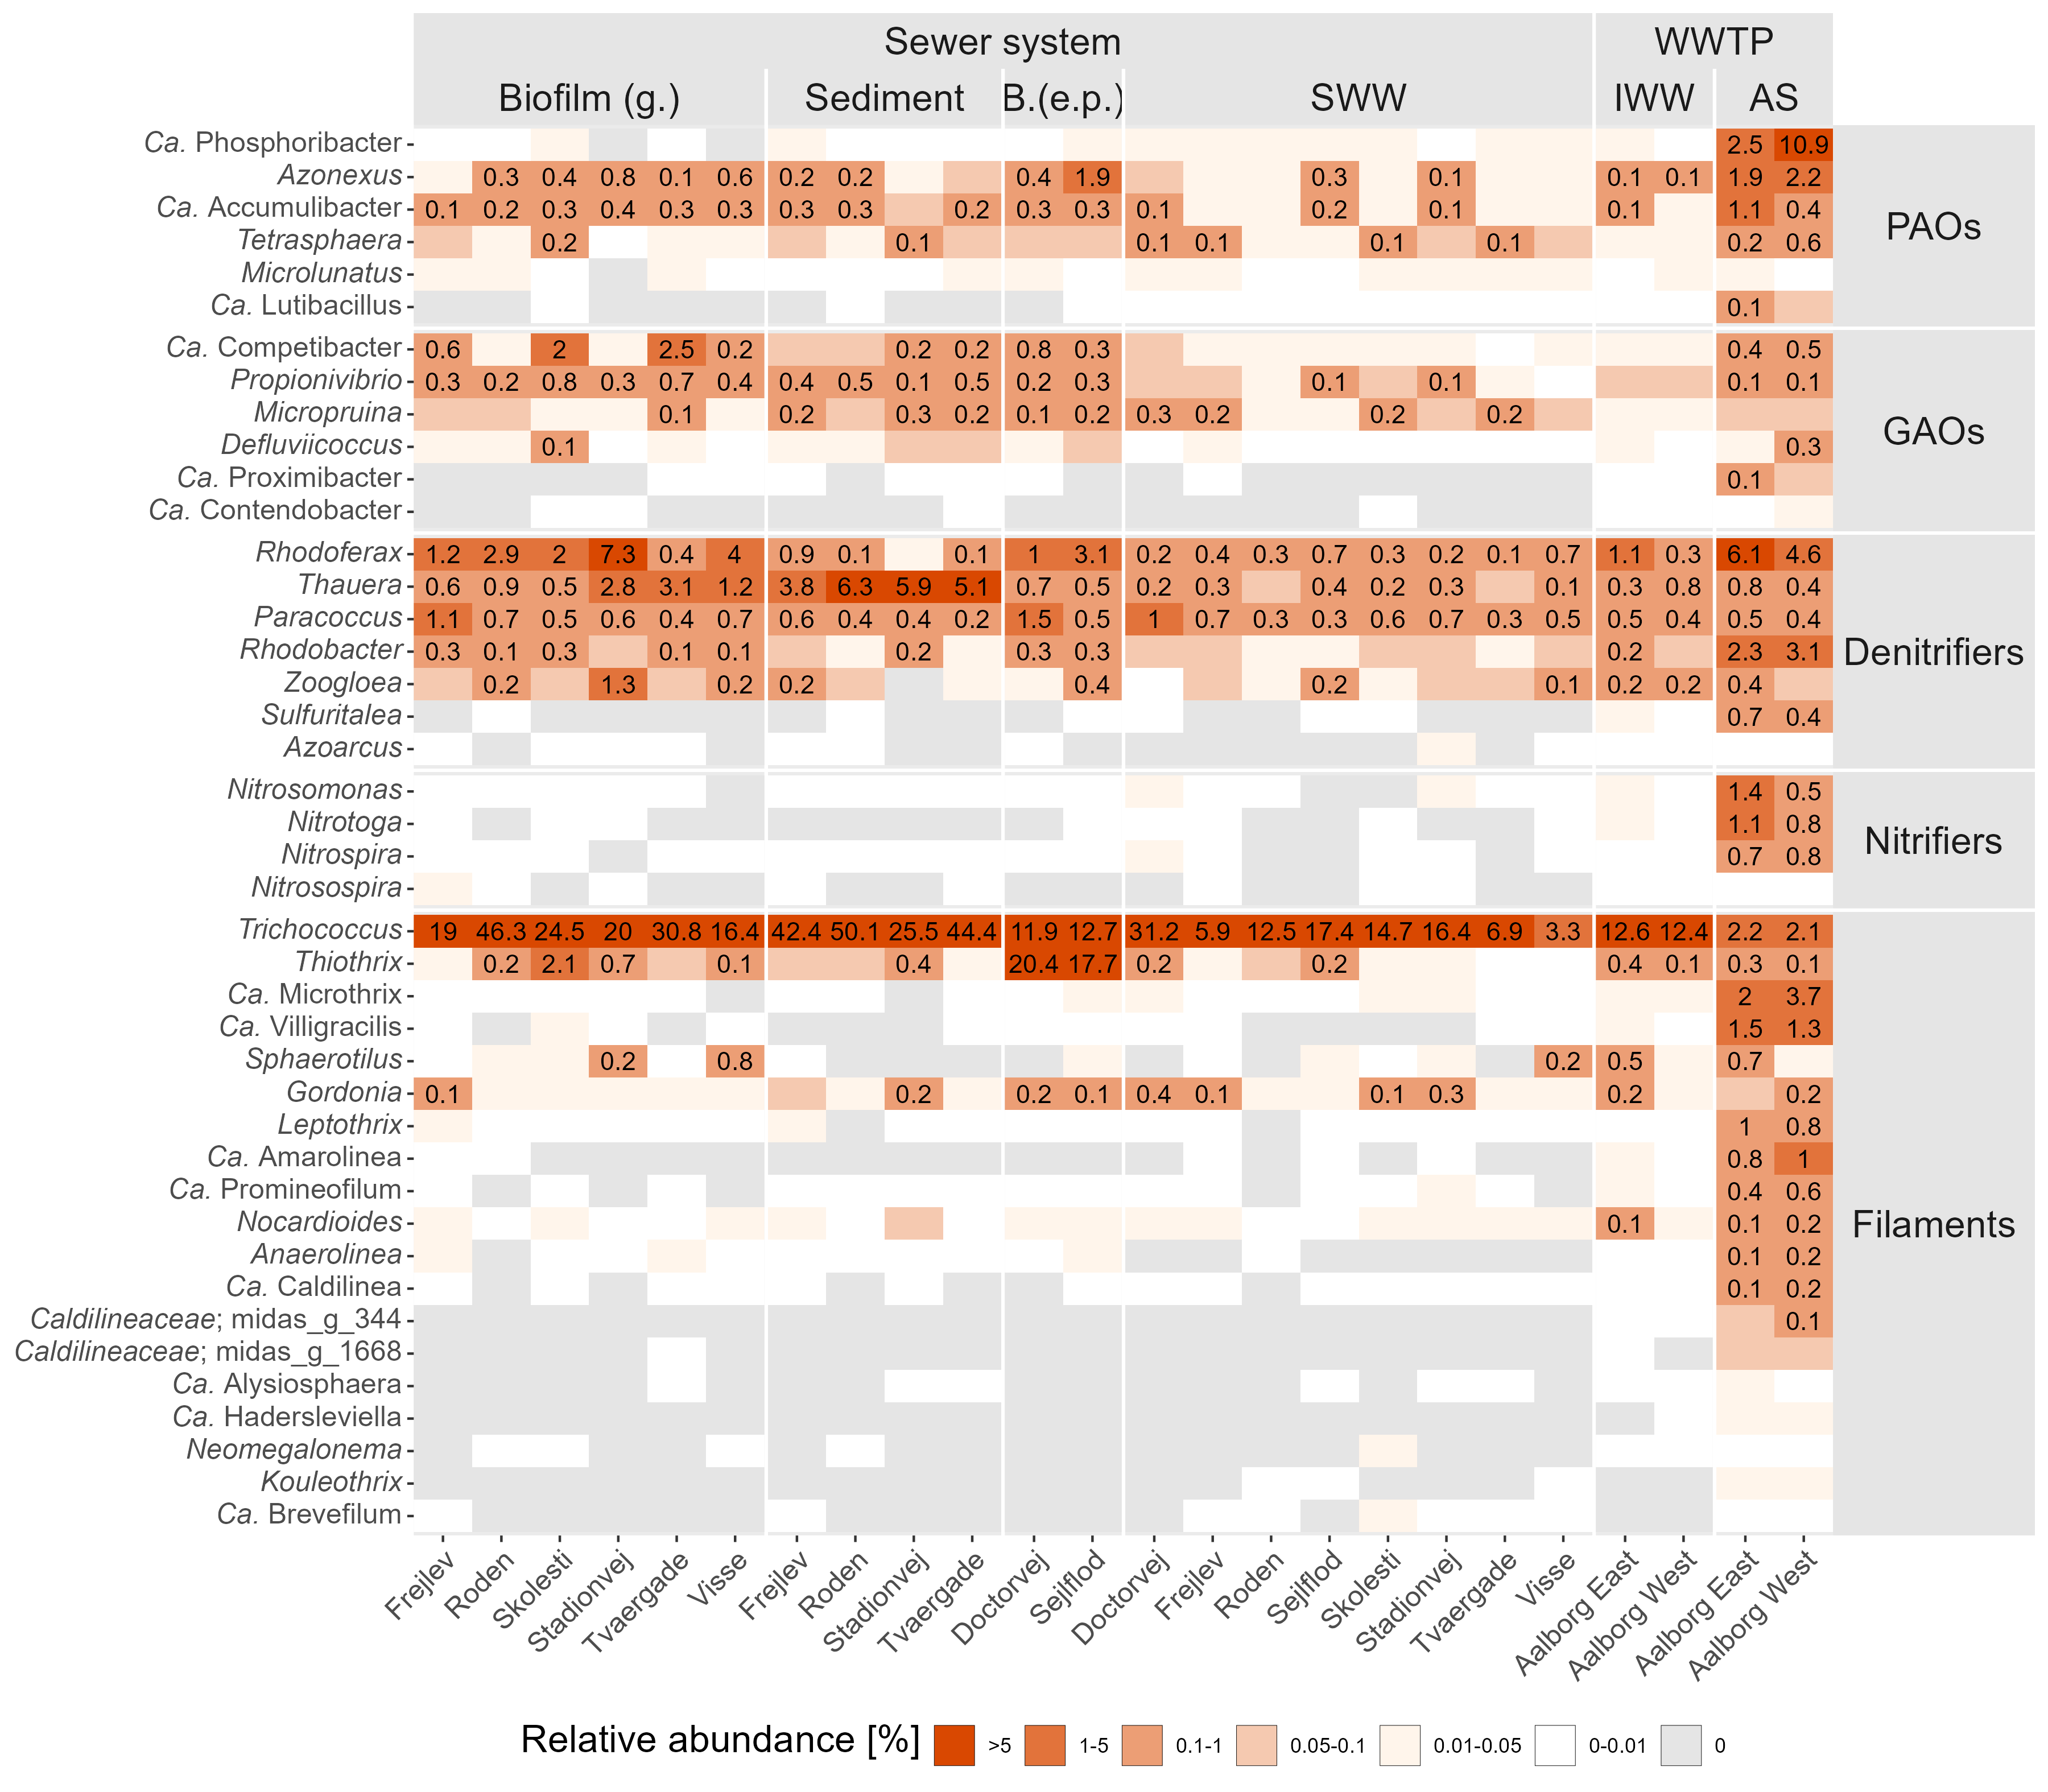 Sewer system WWTP
Biofilm (g.) Sediment B.(e.p.) SWW IWW AS
Ca. Phosphoribacter 2.5 10.9
Azonexus 0.3 0.4 0.8 0.1 0.6 0.2 0.2 0.4 1.9 0.3 0.1 0.1 0.1 1.9 2.2
Ca. Accumulibacter 0.1 0.2 0.3 0.4 0.3 0.3 0.3 0.3 0.2 0.3 0.3 0.1 0.2 0.1 0.1 1.1 0.4
PAOs
Tetrasphaera 0.2 0.1 0.1 0.1 0.1 0.1 0.2 0.6
Microlunatus
Ca. Lutibacillus 0.1
Ca. Competibacter 0.6 2 2.5 0.2 0.2 0.2 0.8 0.3 0.4 0.5
Propionivibrio 0.3 0.2 0.8 0.3 0.7 0.4 0.4 0.5 0.1 0.5 0.2 0.3 0.1 0.1 0.1 0.1
Micropruina 0.1 0.2 0.3 0.2 0.1 0.2 0.3 0.2 0.2 0.2
GAOs
Defluviicoccus 0.1 0.3
Ca. Proximibacter 0.1
Ca. Contendobacter
Rhodoferax 1.2 2.9 2 7.3 0.4 4 0.9 0.1 0.1 1 3.1 0.2 0.4 0.3 0.7 0.3 0.2 0.1 0.7 1.1 0.3 6.1 4.6
Thauera 0.6 0.9 0.5 2.8 3.1 1.2 3.8 6.3 5.9 5.1 0.7 0.5 0.2 0.3 0.4 0.2 0.3 0.1 0.3 0.8 0.8 0.4
Paracoccus 1.1 0.7 0.5 0.6 0.4 0.7 0.6 0.4 0.4 0.2 1.5 0.5 1 0.7 0.3 0.3 0.6 0.7 0.3 0.5 0.5 0.4 0.5 0.4
Rhodobacter 0.3 0.1 0.3 0.1 0.1 0.2 0.3 0.3 0.2 2.3 3.1
Denitrifiers
Zoogloea 0.2 1.3 0.2 0.2 0.4 0.2 0.1 0.2 0.2 0.4
Sulfuritalea 0.7 0.4
Azoarcus
Nitrosomonas 1.4 0.5
Nitrotoga 1.1 0.8
Nitrifiers
Nitrospira 0.7 0.8
Nitrosospira
Trichococcus 19 46.3 24.5 20 30.8 16.4 42.4 50.1 25.5 44.4 11.9 12.7 31.2 5.9 12.5 17.4 14.7 16.4 6.9 3.3 12.6 12.4 2.2 2.1
Thiothrix 0.2 2.1 0.7 0.1 0.4 20.4 17.7 0.2 0.2 0.4 0.1 0.3 0.1
Ca. Microthrix 2 3.7
Ca. Villigracilis 1.5 1.3
Sphaerotilus 0.2 0.8 0.2 0.5 0.7
Gordonia 0.1 0.2 0.2 0.1 0.4 0.1 0.1 0.3 0.2 0.2
Leptothrix 1 0.8
Ca. Amarolinea 0.8 1
Ca. Promineofilum 0.4 0.6
Nocardioides 0.1 0.1 0.2
Filaments
Anaerolinea 0.1 0.2
Ca. Caldilinea 0.1 0.2
Caldilineaceae; midas_g_344 0.1
Caldilineaceae; midas_g_1668
Ca. Alysiosphaera
Ca. Hadersleviella
Neomegalonema
Kouleothrix
Ca. Brevefilum
Frejlev Roden Skolesti Stadionvej Tvaergade Visse Frejlev Roden Stadionvej Tvaergade Doctorvej Sejlflod Doctorvej Frejlev Roden Sejlflod Skolesti Stadionvej Tvaergade Visse Aalborg East Aalborg West Aalborg East Aalborg West
Relative abundance [%] >5 1-5 0.1-1 0.05-0.1 0.01-0.05 0-0.01 0